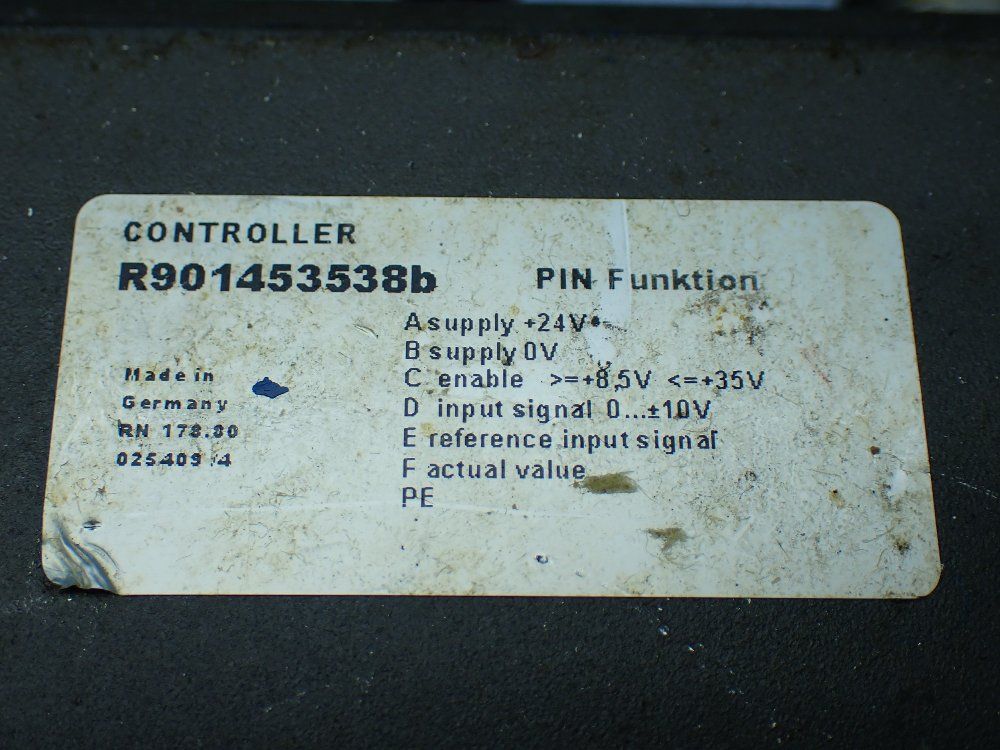 CONTROLLER
R901453538b
PIN Funktion
A supply +24V
B supply 0V
C enable >=+8,5V <=+35V
D input signal 0...±10V
E reference input signal
F actual value
PE
Made in
Germany
RN 178.80